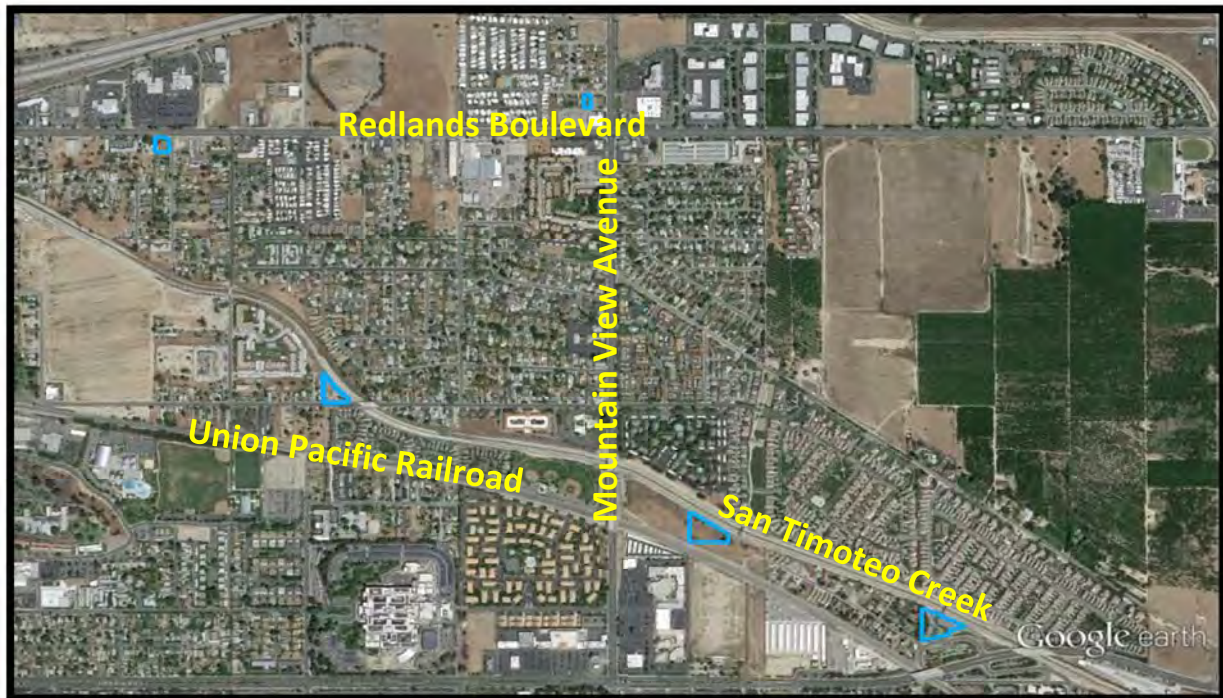 Redlands Boulevard
Mountain View Avenue
Union Pacific Railroad
San Timoteo Creek
Google earth